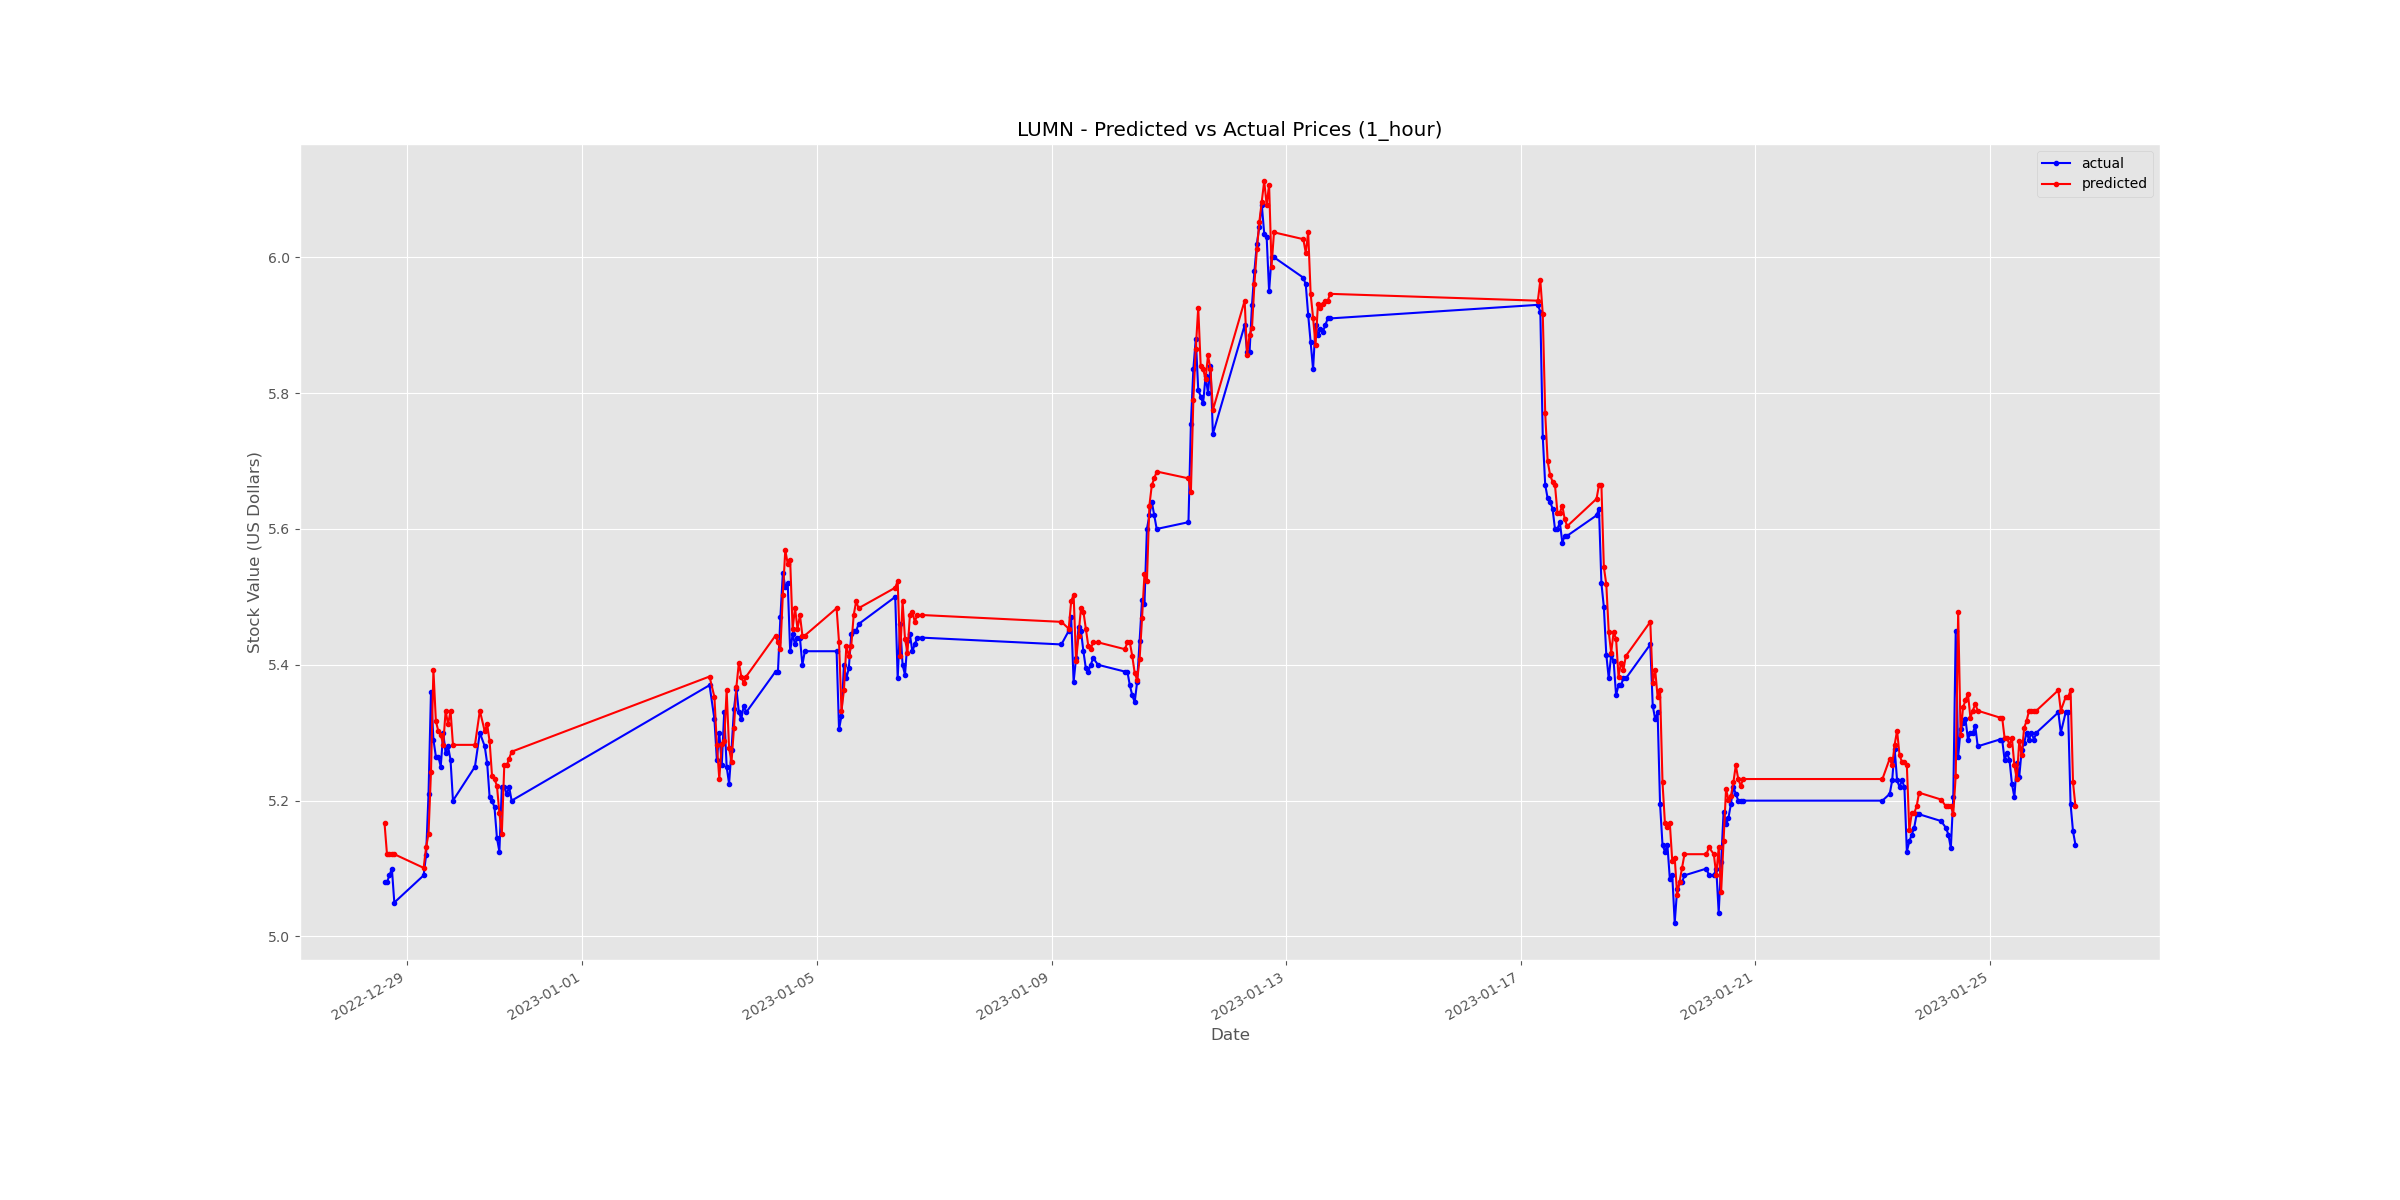 LUMN - Predicted vs Actual Prices (1_hour)
actual
predicted
Stock Value (US Dollars)
6.0
5.8
5.6
5.4
5.2
5.0
2022-12-29
2023-01-01
2023-01-05
2023-01-09
2023-01-13
2023-01-17
2023-01-21
2023-01-25
Date